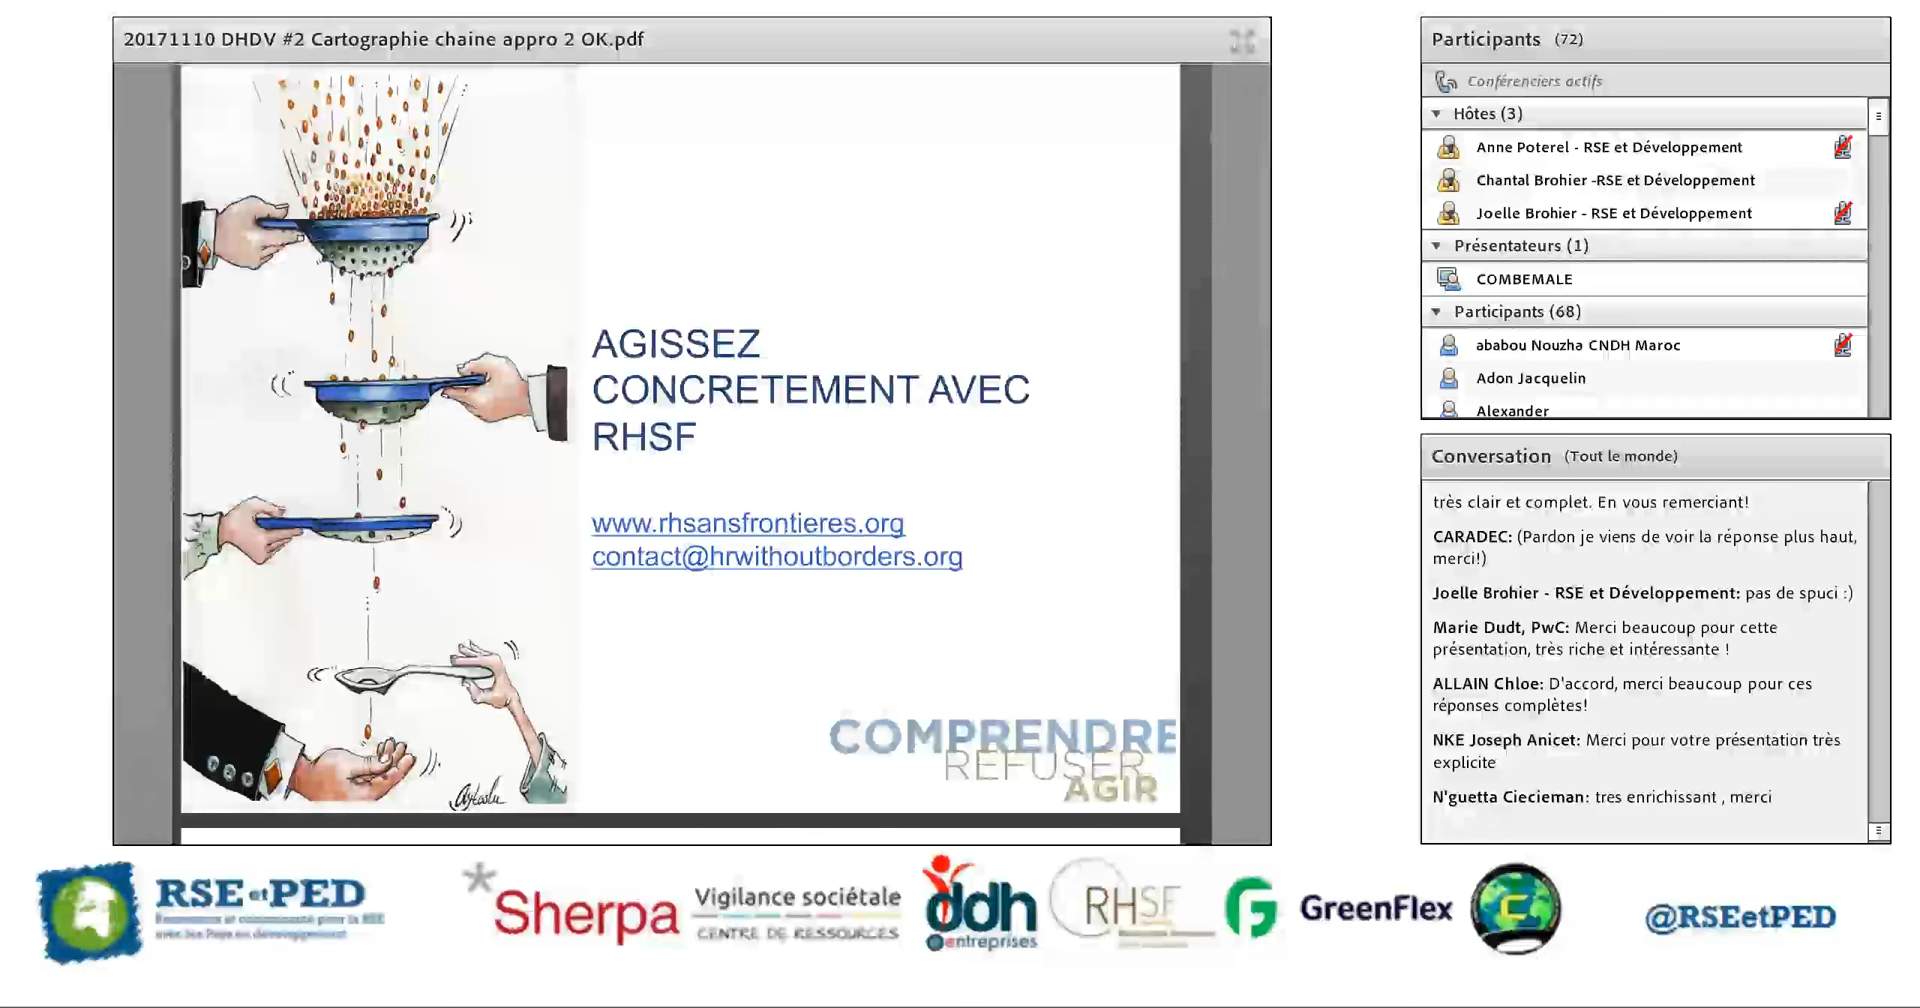 20171110 DHDV #2 Cartographie chaine appro 2 OK.pdf
AGISSEZ
CONCRETEMENT AVEC
RHSF
www.rhsansfrontieres.org
contact@hrwithoutborders.org
COMPRENDRE
REFUSER
AGIR
Participants (72)
Conférenciers actifs
Hôtes (3)
Anne Poterel - RSE et Développement
Chantal Brohier -RSE et Développement
Joelle Brohier - RSE et Développement
Présentateurs (1)
COMBEMALE
Participants (68)
ababou Nouzha CNDH Maroc
Adon Jacquelin
Alexander
Conversation (Tout le monde)
très clair et complet. En vous remerciant!
CARADEC: (Pardon je viens de voir la réponse plus haut,
merci!)
Joelle Brohier - RSE et Développement: pas de spuci :)
Marie Dudt, PwC: Merci beaucoup pour cette
présentation, très riche et intéressante !
ALLAIN Chloe: D'accord, merci beaucoup pour ces
réponses complètes!
NKE Joseph Anicet: Merci pour votre présentation très
explicite
N'guetta Ciecieman: tres enrichissant , merci
RSE et PED
avec les Pays en développement
Sherpa
Vigilance sociétale
CENTRE DE RESSOURCES
ddh
@entreprises
RHSF
GreenFlex
@RSEetPED